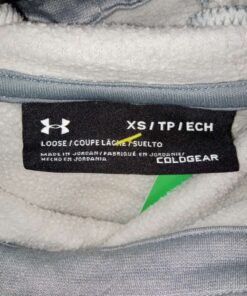 XS / TP / ECH
LOOSE / COUPE LÂCHE / SUELTO
MADE IN JORDAN / FABRIQUÉ EN JORDANIE /
HECHO EN JORDANIA
COLDGEAR